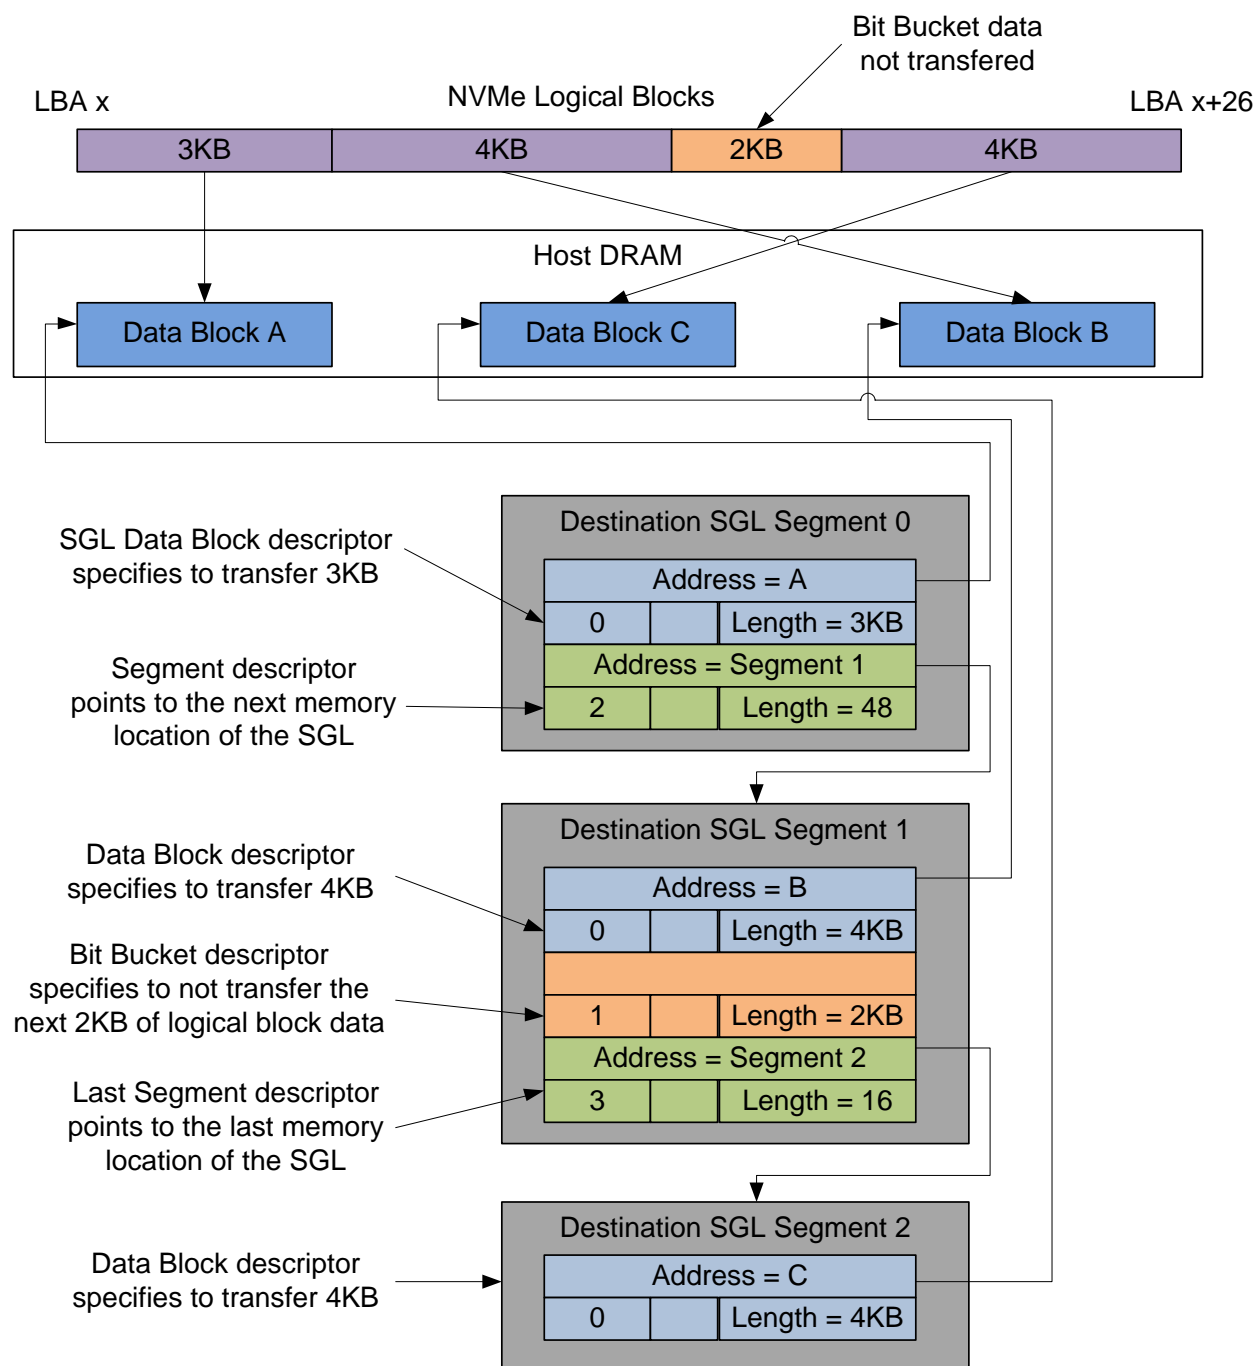 Bit Bucket data
not transfered
LBA x
NVMe Logical Blocks
LBA x+26
3KB
4KB
2KB
4KB
Host DRAM
Data Block A
Data Block C
Data Block B
Destination SGL Segment 0
SGL Data Block descriptor
specifies to transfer 3KB
Address = A
0
Length = 3KB
Segment descriptor
points to the next memory
location of the SGL
Address = Segment 1
2
Length = 48
Destination SGL Segment 1
Data Block descriptor
specifies to transfer 4KB
Address = B
0
Length = 4KB
Bit Bucket descriptor
specifies to not transfer the
next 2KB of logical block data
1
Length = 2KB
Address = Segment 2
Last Segment descriptor
points to the last memory
location of the SGL
3
Length = 16
Destination SGL Segment 2
Data Block descriptor
specifies to transfer 4KB
Address = C
0
Length = 4KB